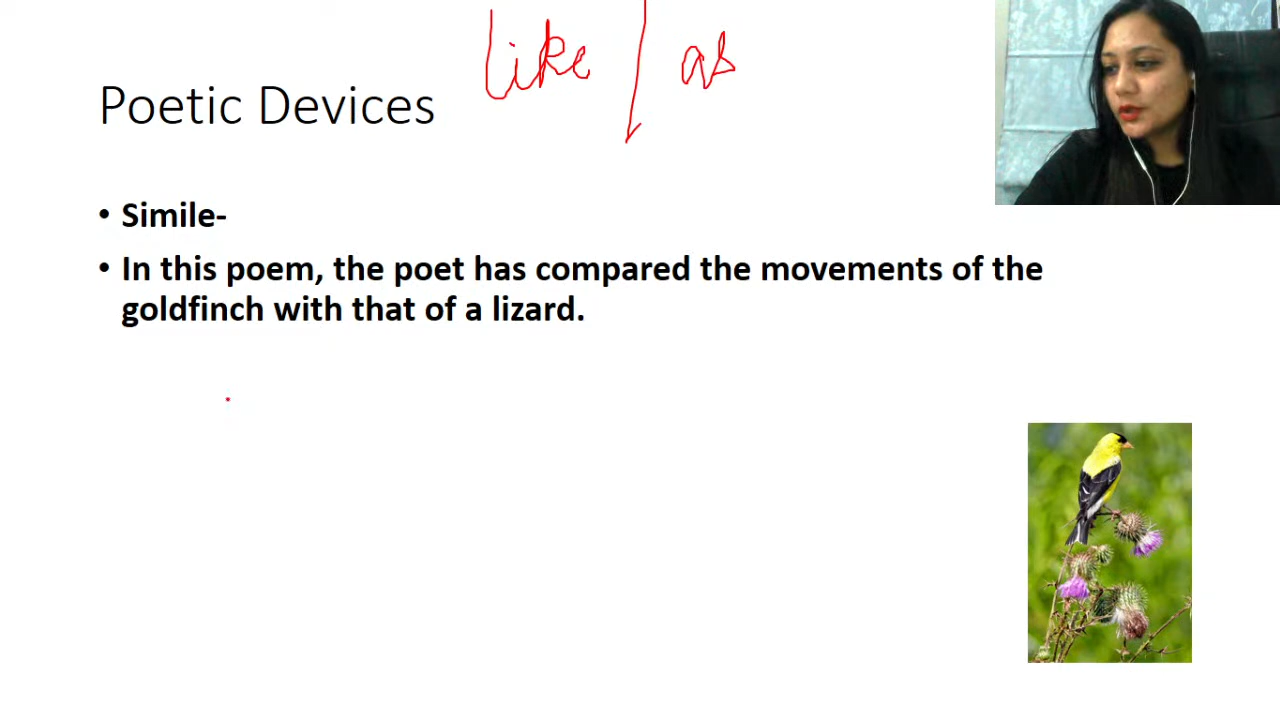 like / as
Poetic Devices
• Simile-
• In this poem, the poet has compared the movements of the
goldfinch with that of a lizard.